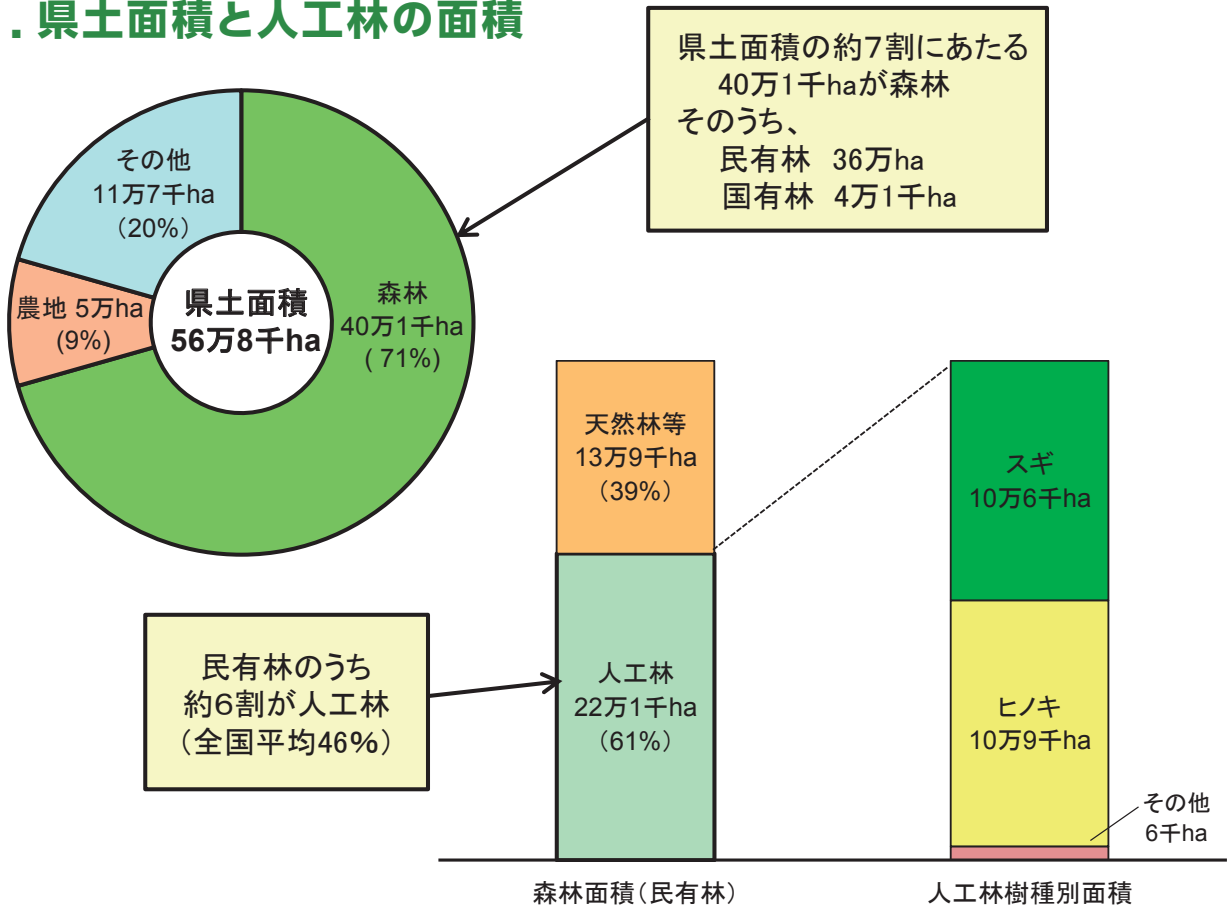 . 県土面積と人工林の面積
県土面積の約7割にあたる
40万1千haが森林
そのうち、
民有林 36万ha
国有林 4万1千ha
その他
11万7千ha
(20%)
農地 5万ha
(9%)
県土面積
56万8千ha
森林
40万1千ha
( 71%)
天然林等
13万9千ha
(39%)
人工林
22万1千ha
(61%)
民有林のうち
約6割が人工林
(全国平均46%)
スギ
10万6千ha
ヒノキ
10万9千ha
その他
6千ha
森林面積(民有林)
人工林樹種別面積